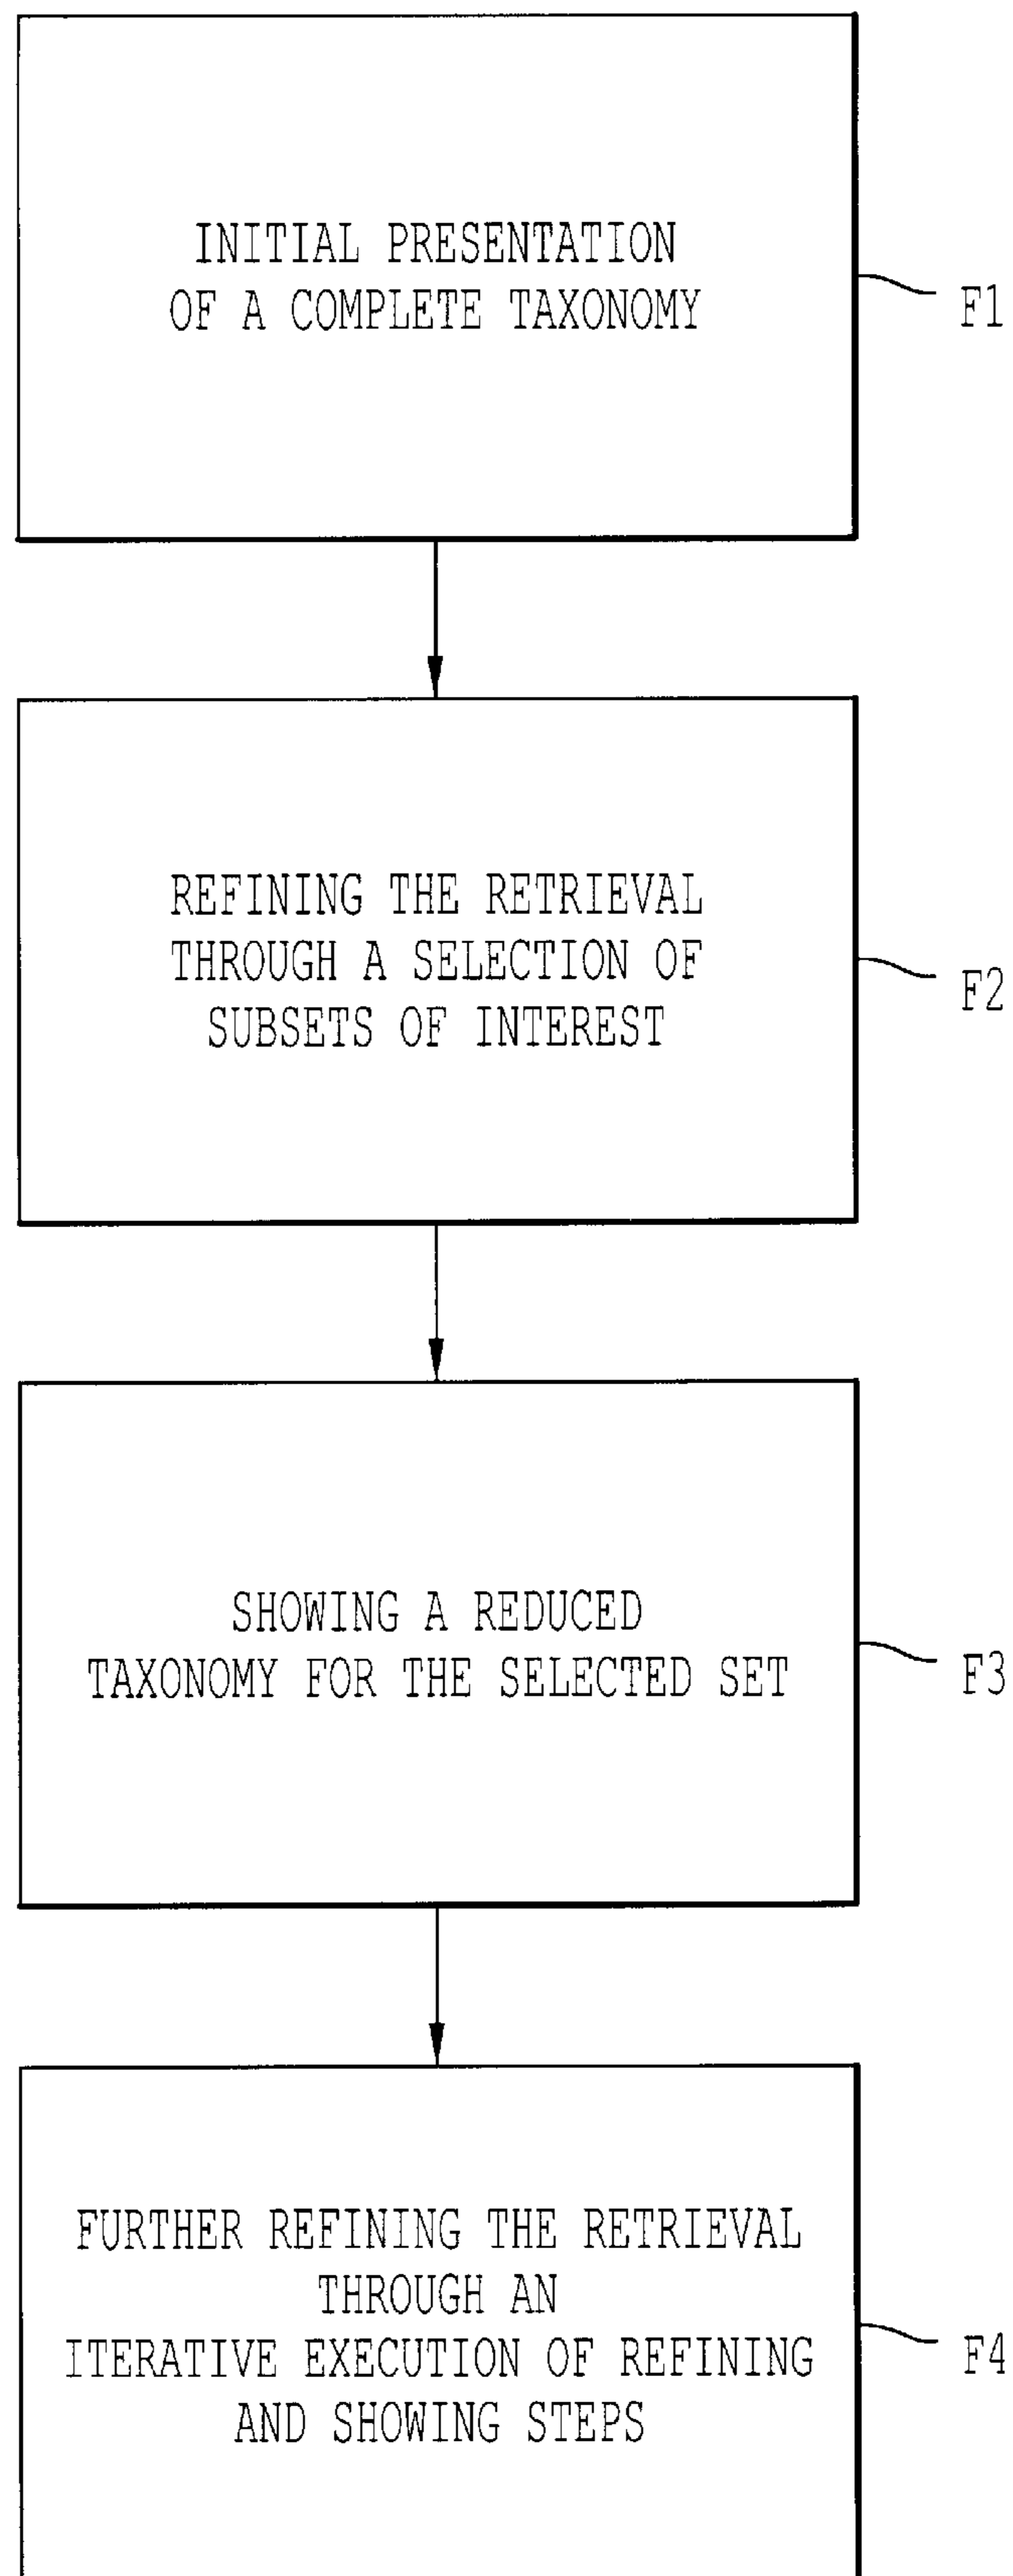 INITIAL PRESENTATION
OF A COMPLETE TAXONOMY
F1
REFINING THE RETRIEVAL
THROUGH A SELECTION OF
SUBSETS OF INTEREST
F2
SHOWING A REDUCED
TAXONOMY FOR THE SELECTED SET
F3
FURTHER REFINING THE RETRIEVAL
THROUGH AN
ITERATIVE EXECUTION OF REFINING
AND SHOWING STEPS
F4